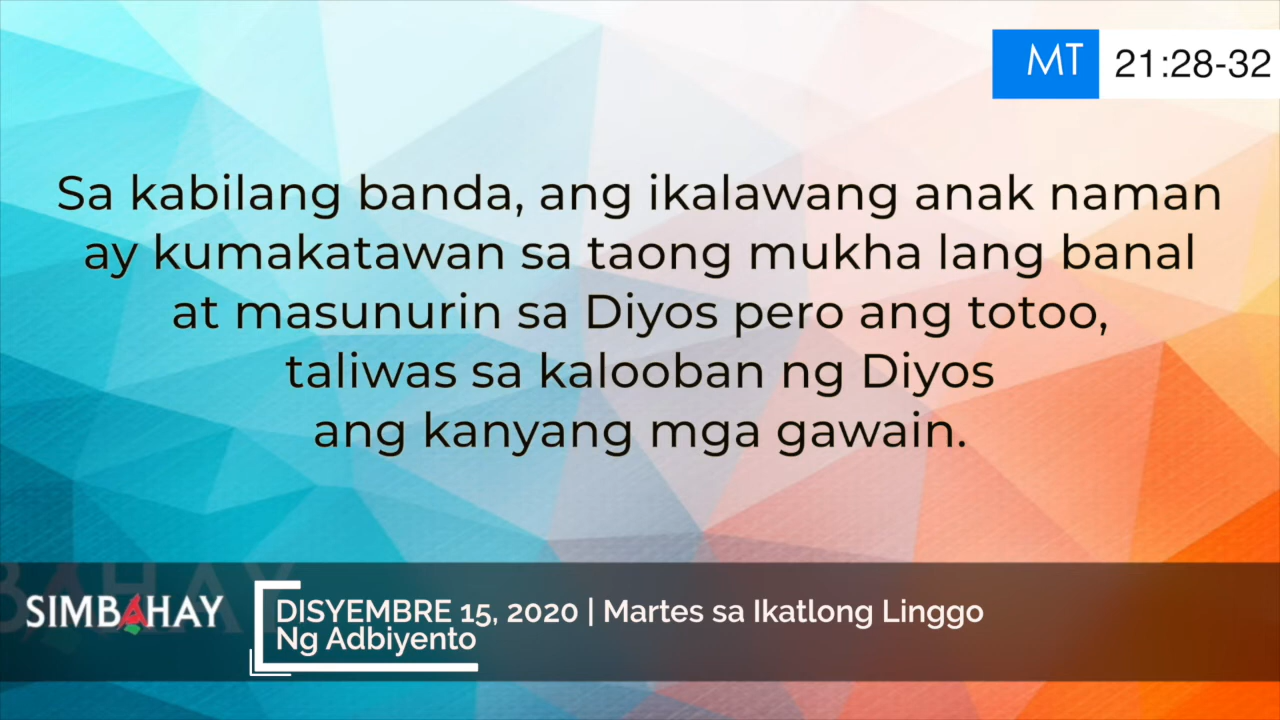 MT 21:28-32
Sa kabilang banda, ang ikalawang anak naman
ay kumakatawan sa taong mukha lang banal
at masunurin sa Diyos pero ang totoo,
taliwas sa kalooban ng Diyos
ang kanyang mga gawain.
SIMBAHAY
DISYEMBRE 15, 2020 | Martes sa Ikatlong Linggo
Ng Adbiyento